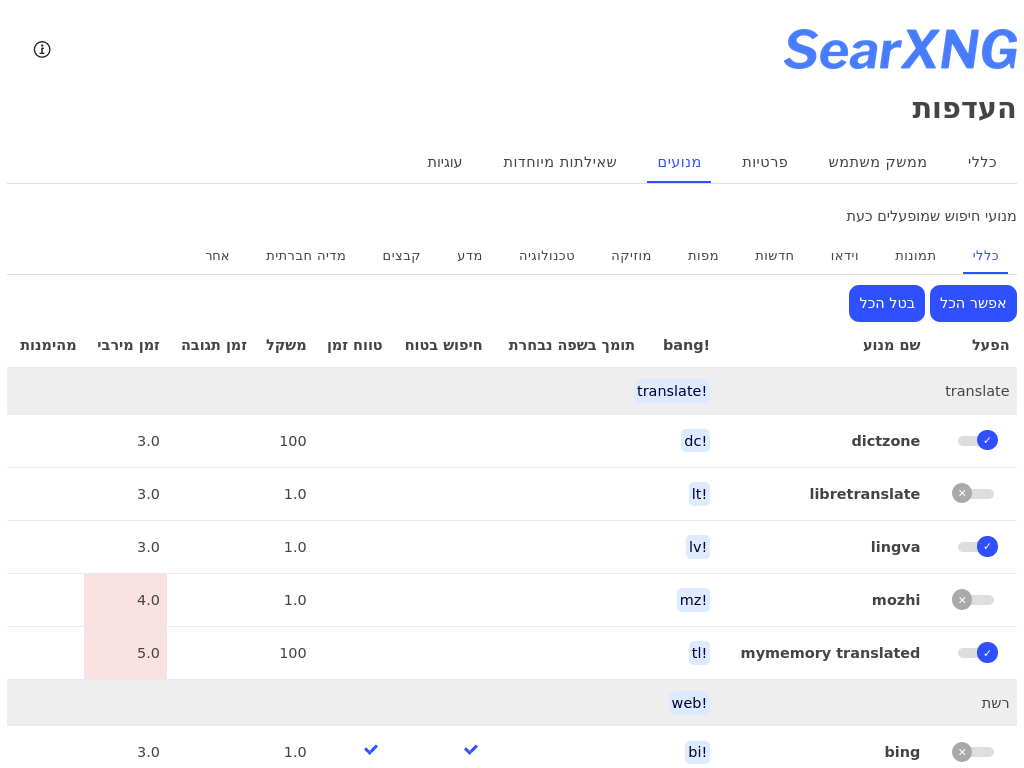 SearXNG
העדפות
כללי ממשק משתמש פרטיות מנועים שאילתות מיוחדות עוגיות
מנועי חיפוש שמופעלים כעת
כללי תמונות וידאו חדשות מפות מוזיקה טכנולוגיה מדע קבצים מדיה חברתית אחר
אפשר הכל בטל הכל
הפעל שם מנוע !bang תומך בשפה נבחרת חיפוש בטוח טווח זמן משקל זמן תגובה זמן מירבי מהימנות
translate !translate
dictzone !dc 100 3.0
libretranslate !lt 1.0 3.0
lingva !lv 1.0 3.0
mozhi !mz 1.0 4.0
mymemory translated !tl 100 5.0
רשת !web
bing !bi 1.0 3.0